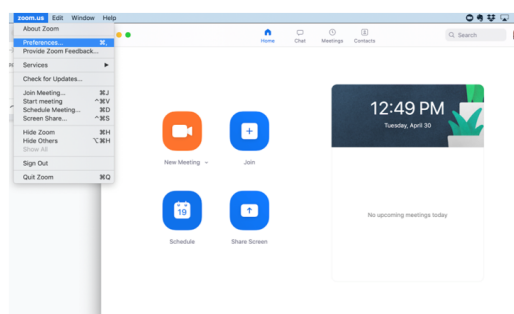 zoom.us Edit Window Help
About Zoom
Preferences... ⌘,
Provide Zoom Feedback...
Services ▶
Check for Updates...
Join Meeting... ⌘J
Start meeting ^⌘V
Schedule Meeting... ⌘D
Screen Share... ^⌘S
Hide Zoom ⌘H
Hide Others ⌥⌘H
Show All
Sign Out
Quit Zoom ⌘Q
Home Chat Meetings Contacts
Search
New Meeting
Join
19
Schedule
Share Screen
12:49 PM
Tuesday, April 30
No upcoming meetings today